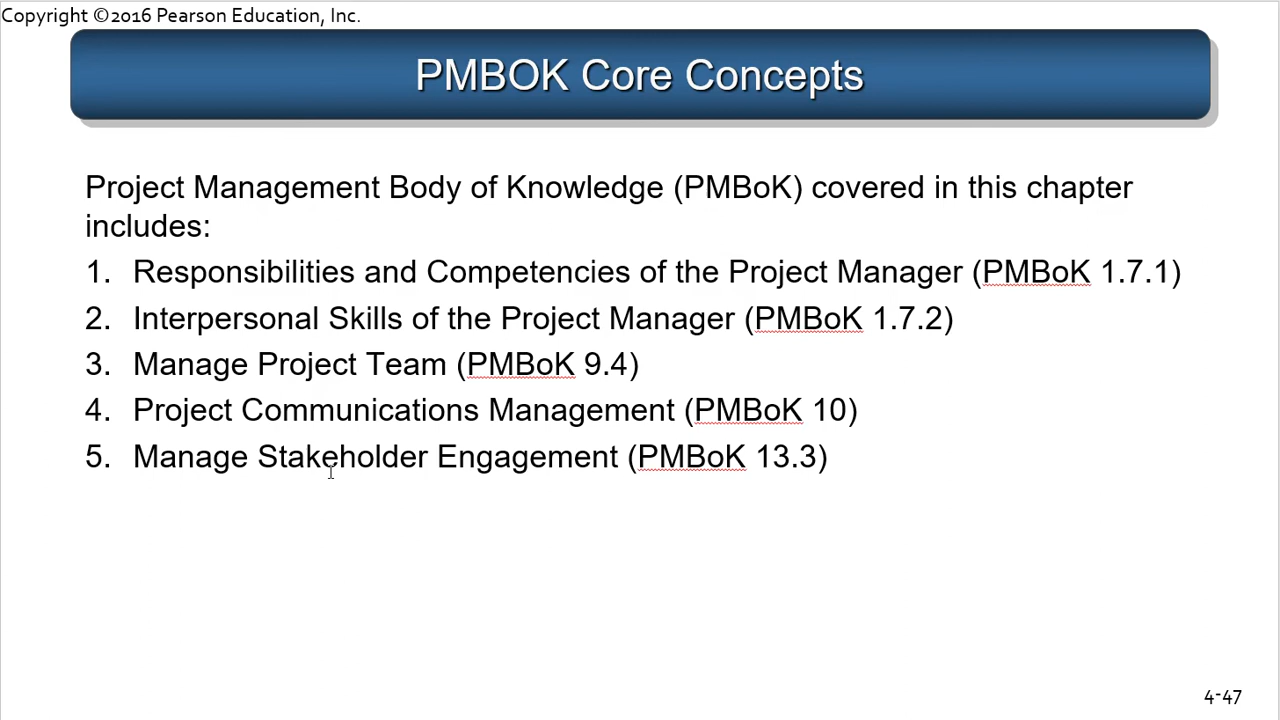 Copyright ©2016 Pearson Education, Inc.
PMBOK Core Concepts
Project Management Body of Knowledge (PMBoK) covered in this chapter
includes:
1. Responsibilities and Competencies of the Project Manager (PMBoK 1.7.1)
2. Interpersonal Skills of the Project Manager (PMBoK 1.7.2)
3. Manage Project Team (PMBoK 9.4)
4. Project Communications Management (PMBoK 10)
5. Manage Stakeholder Engagement (PMBoK 13.3)
4-47